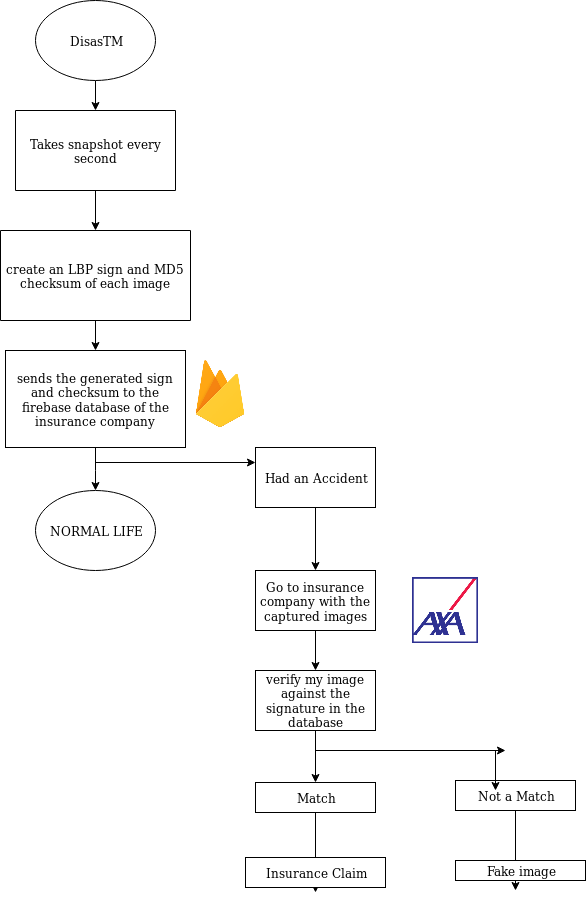 DisasTM
Takes snapshot every
second
create an LBP sign and MD5
checksum of each image
sends the generated sign
and checksum to the
firebase database of the
insurance company
Had an Accident
NORMAL LIFE
Go to insurance
company with the
captured images
AXA
verify my image
against the
signature in the
database
Match
Not a Match
Insurance Claim
Fake image